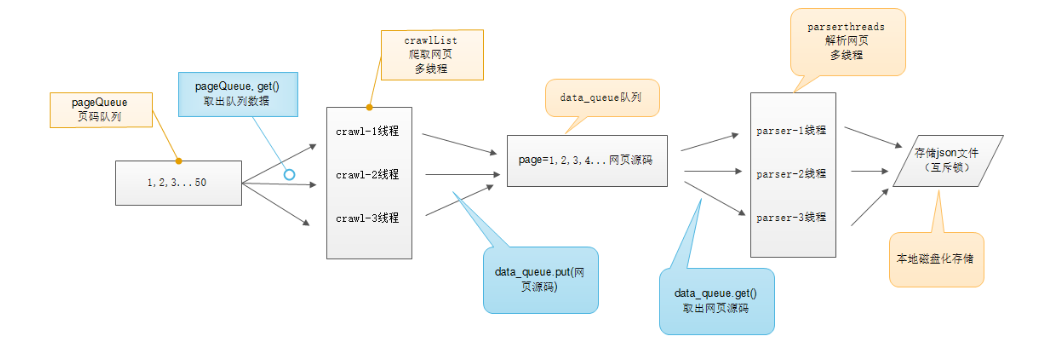 pageQueue
页码队列
1,2,3...50
pageQueue, get()
取出队列数据
crawlList
爬取网页
多线程
crawl-1线程
crawl-2线程
crawl-3线程
data_queue队列
page=1,2,3,4...网页源码
data_queue.put(网
页源码)
parserthreads
解析网页
多线程
parser-1线程
parser-2线程
parser-3线程
data_queue.get()
取出网页源码
存储json文件
（互斥锁）
本地磁盘化存储